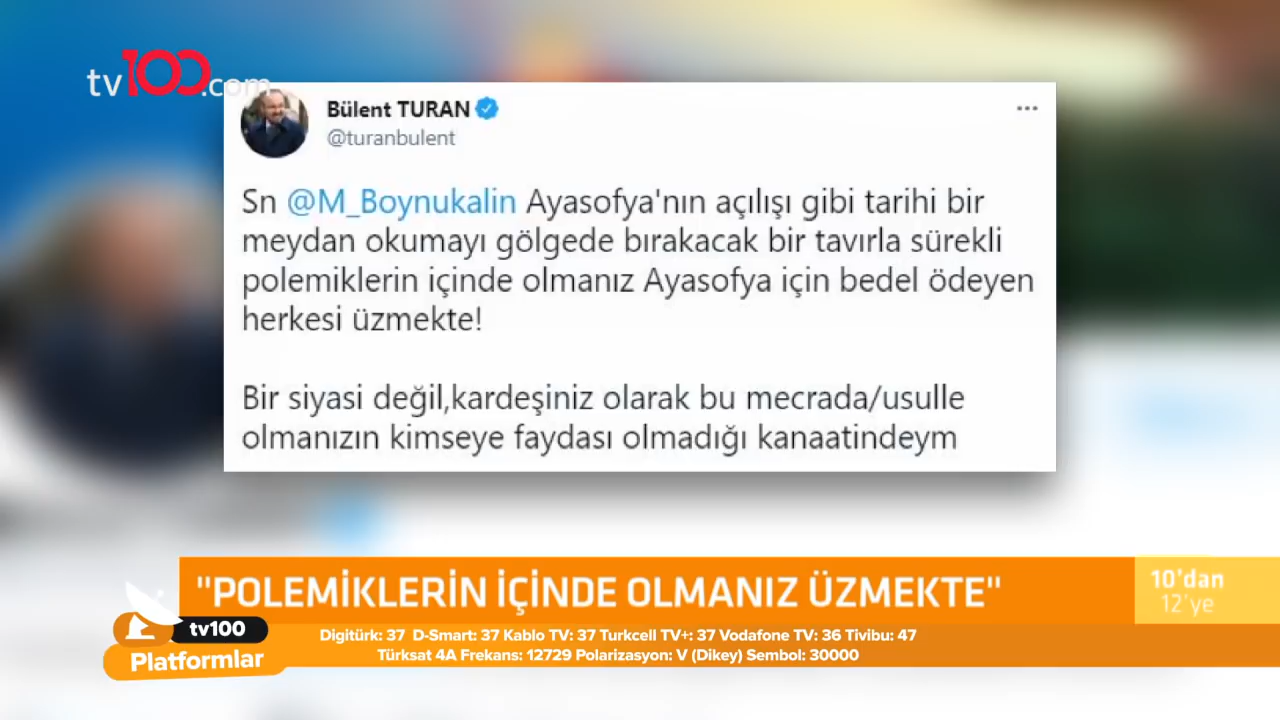 tv100.com
Bülent TURAN
@turanbulent
Sn @M_Boynukalin Ayasofya'nın açılışı gibi tarihi bir
meydan okumayı gölgede bırakacak bir tavırla sürekli
polemiklerin içinde olmanız Ayasofya için bedel ödeyen
herkesi üzmekte!
Bir siyasi değil,kardeşiniz olarak bu mecrada/usulle
olmanızın kimseye faydası olmadığı kanaatindeym
"POLEMİKLERİN İÇİNDE OLMANIZ ÜZMEKTE"
10'dan
12'ye
tv100
Platformlar
Digitürk: 37 D-Smart: 37 Kablo TV: 37 Turkcell TV+: 37 Vodafone TV: 36 Tivibu: 47
Türksat 4A Frekans: 12729 Polarizasyon: V (Dikey) Sembol: 30000